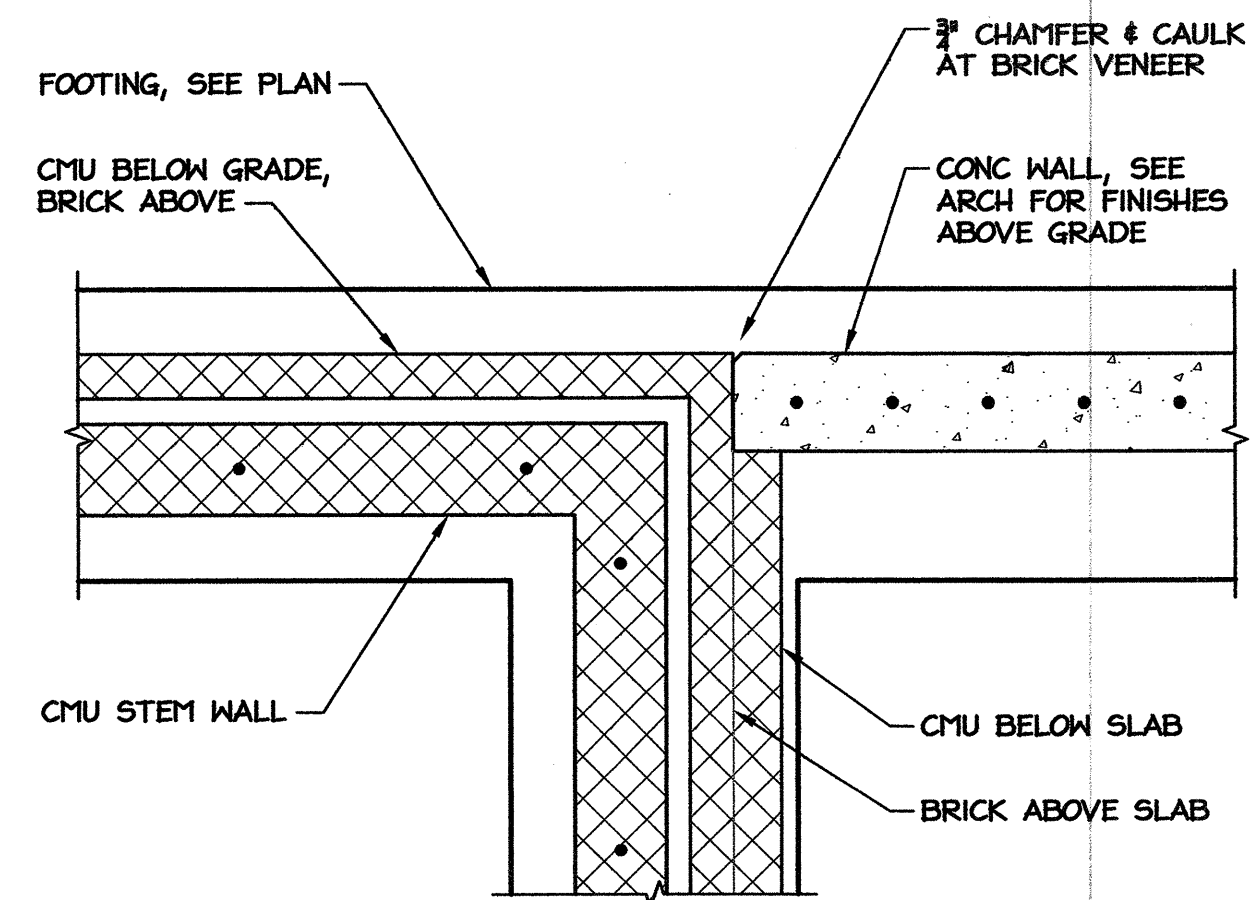 3/4" CHAMFER & CAULK
AT BRICK VENEER
FOOTING, SEE PLAN
CMU BELOW GRADE,
BRICK ABOVE
CONC WALL, SEE
ARCH FOR FINISHES
ABOVE GRADE
CMU STEM WALL
CMU BELOW SLAB
BRICK ABOVE SLAB